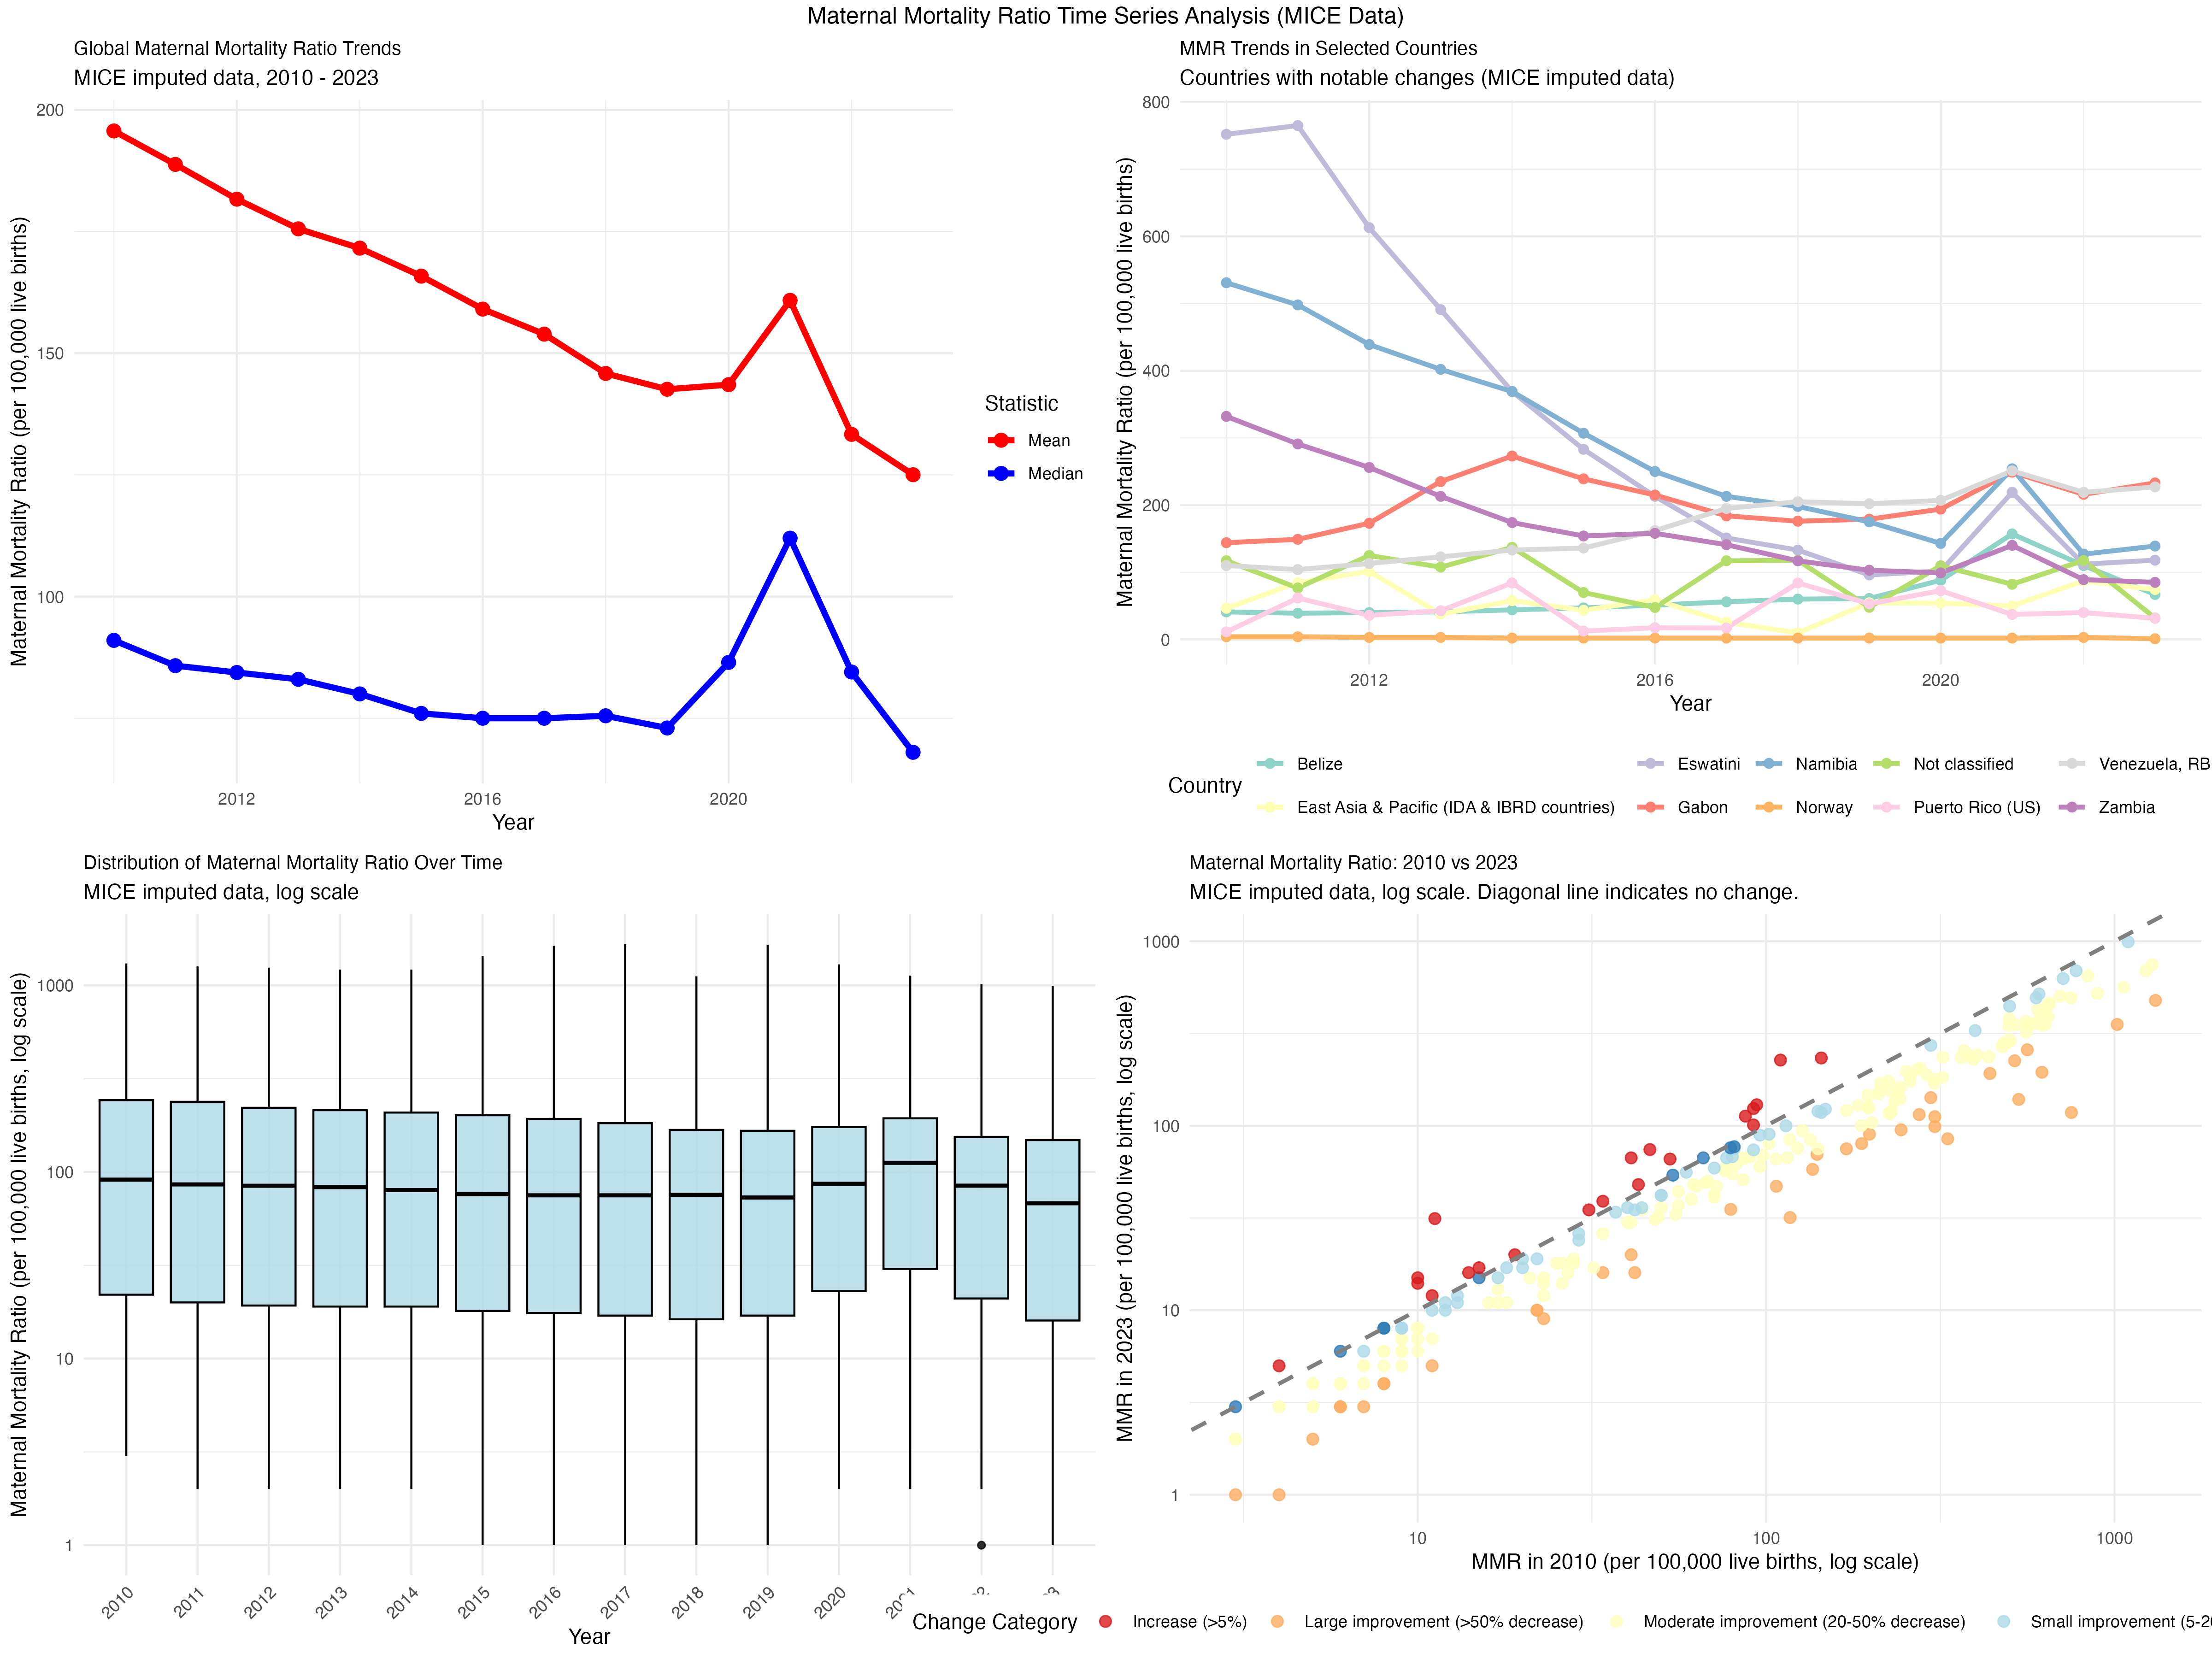 Maternal Mortality Ratio Time Series Analysis (MICE Data)
Global Maternal Mortality Ratio Trends
MICE imputed data, 2010 - 2023
Maternal Mortality Ratio (per 100,000 live births)
200
150
100
2012
2016
2020
Year
Statistic
Mean
Median
MMR Trends in Selected Countries
Countries with notable changes (MICE imputed data)
Maternal Mortality Ratio (per 100,000 live births)
800
600
400
200
0
2012
2016
2020
Year
Country
Belize
East Asia & Pacific (IDA & IBRD countries)
Eswatini
Gabon
Namibia
Norway
Not classified
Puerto Rico (US)
Venezuela, RB
Zambia
Distribution of Maternal Mortality Ratio Over Time
MICE imputed data, log scale
Maternal Mortality Ratio (per 100,000 live births, log scale)
1000
100
10
1
2010
2011
2012
2013
2014
2015
2016
2017
2018
2019
2020
Year
Maternal Mortality Ratio: 2010 vs 2023
MICE imputed data, log scale. Diagonal line indicates no change.
MMR in 2023 (per 100,000 live births, log scale)
1000
100
10
1
10
100
1000
MMR in 2010 (per 100,000 live births, log scale)
Change Category
Increase (>5%)
Large improvement (>50% decrease)
Moderate improvement (20-50% decrease)
Small improvement (5-2